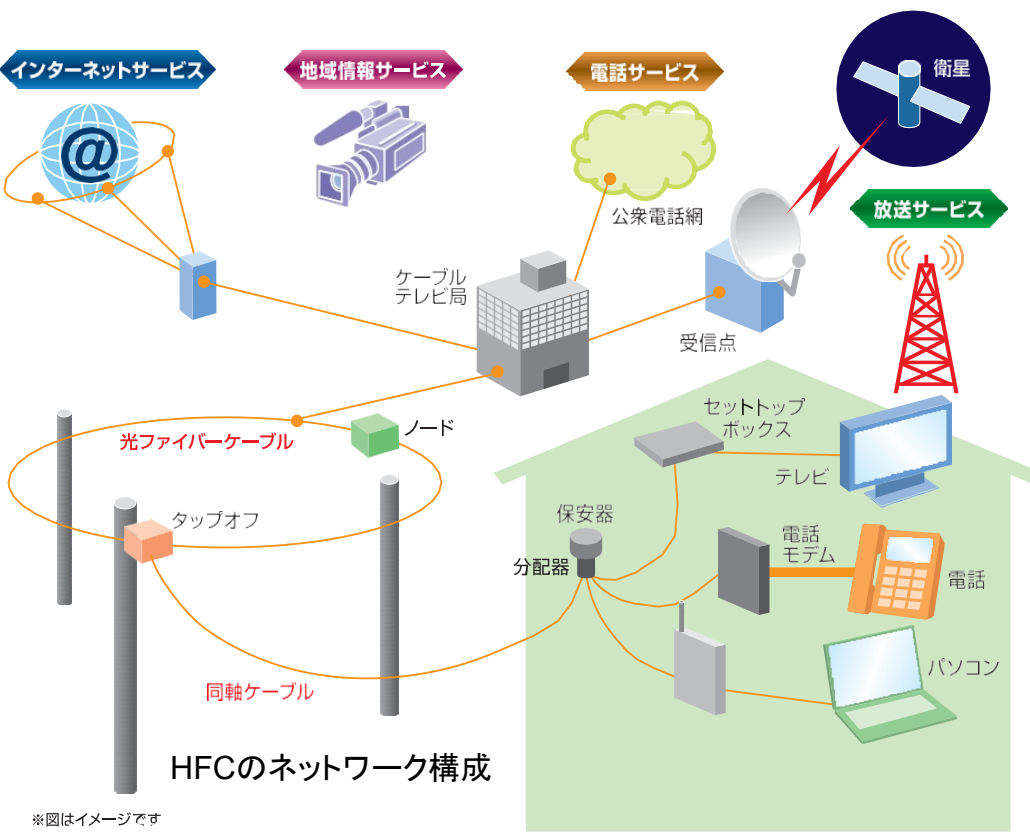 インターネットサービス
地域情報サービス
電話サービス
衛星
@
公衆電話網
放送サービス
ケーブル
テレビ局
受信点
光ファイバーケーブル
ノード
セットトップ
ボックス
テレビ
タップオフ
保安器
分配器
電話
モデム
電話
パソコン
同軸ケーブル
HFCのネットワーク構成
※図はイメージです